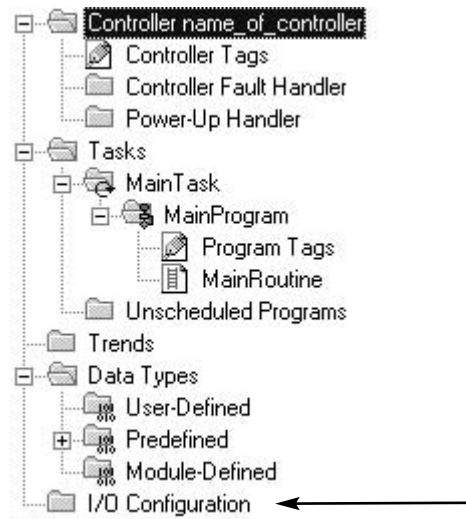 Controller name_of_controller
Controller Tags
Controller Fault Handler
Power-Up Handler
Tasks
MainTask
MainProgram
Program Tags
MainRoutine
Unscheduled Programs
Trends
Data Types
User-Defined
Predefined
Module-Defined
I/O Configuration